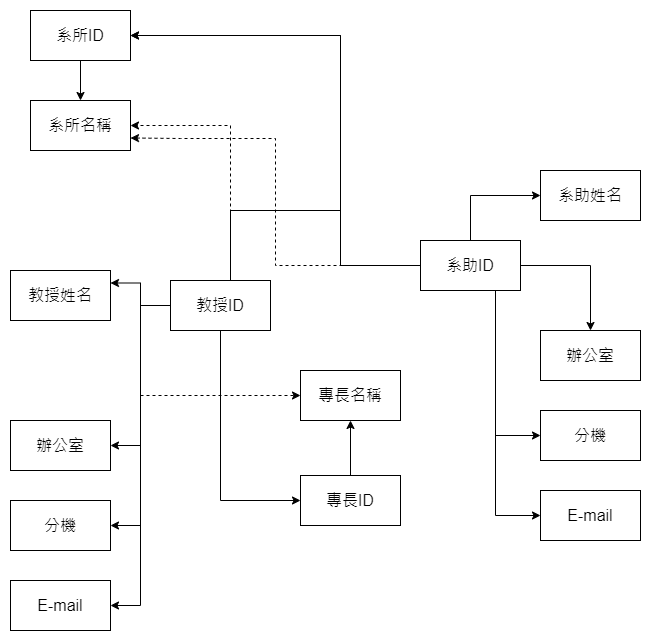 系所ID
系所名稱
系助姓名
系助ID
教授姓名
教授ID
辦公室
專長名稱
辦公室
分機
專長ID
分機
E-mail
E-mail